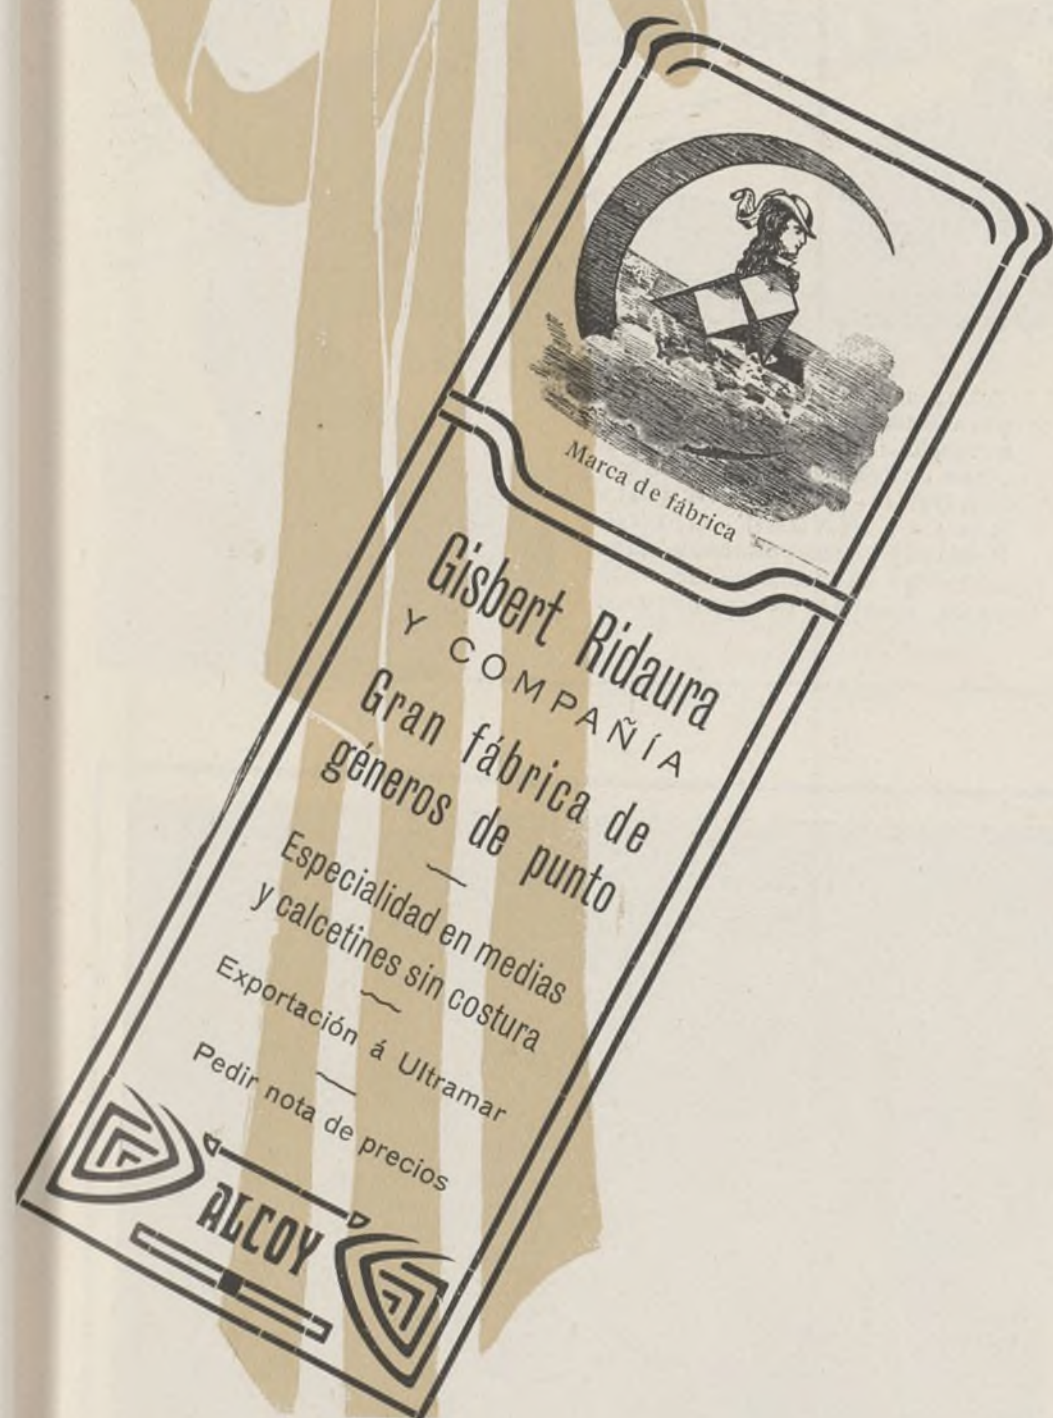 Marca de fábrica
Gisbert Ridaura
Y COMPAÑÍA
Gran fábrica de
géneros de punto
Especialidad en medias
y calcetines sin costura
Exportación á Ultramar
Pedir nota de precios
ALCOY